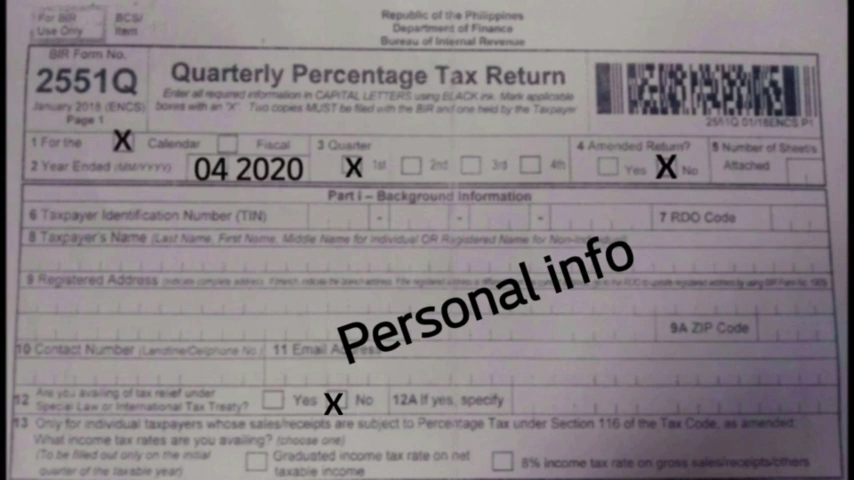 For BIR Use Only BCS/ Item
Republic of the Philippines
Department of Finance
Bureau of Internal Revenue
BIR Form No.
2551Q
January 2018 (ENCS)
Page 1
Quarterly Percentage Tax Return
Enter all required information in CAPITAL LETTERS using BLACK ink. Mark applicable
boxes with an "X". Two copies MUST be filed with the BIR and one held by the Taxpayer
2551Q 01/18ENCS P1
1 For the X Calendar Fiscal 3 Quarter 4 Amended Return? 5 Number of Sheet/s
2 Year Ended (MM/YYYY) 04 2020 X 1st 2nd 3rd 4th Yes X No Attached
Part I – Background Information
6 Taxpayer Identification Number (TIN) - - - 7 RDO Code
8 Taxpayer's Name (Last Name, First Name, Middle Name for Individual OR Registered Name for
9 Registered Address
Personal info
9A ZIP Code
10 Contact Number (Landline/Cellphone No.) 11 Email
12 Are you availing of tax relief under
Special Law or International Tax Treaty? Yes X No 12A If yes, specify
13 Only for individual taxpayers whose sales/receipts are subject to Percentage Tax under Section 116 of the Tax Code, as amended:
What income tax rates are you availing? (choose one)
(To be filled out only on the initial
quarter of the taxable year)
Graduated income tax rate on net
taxable income
8% income tax rate on gross sales/receipts/others